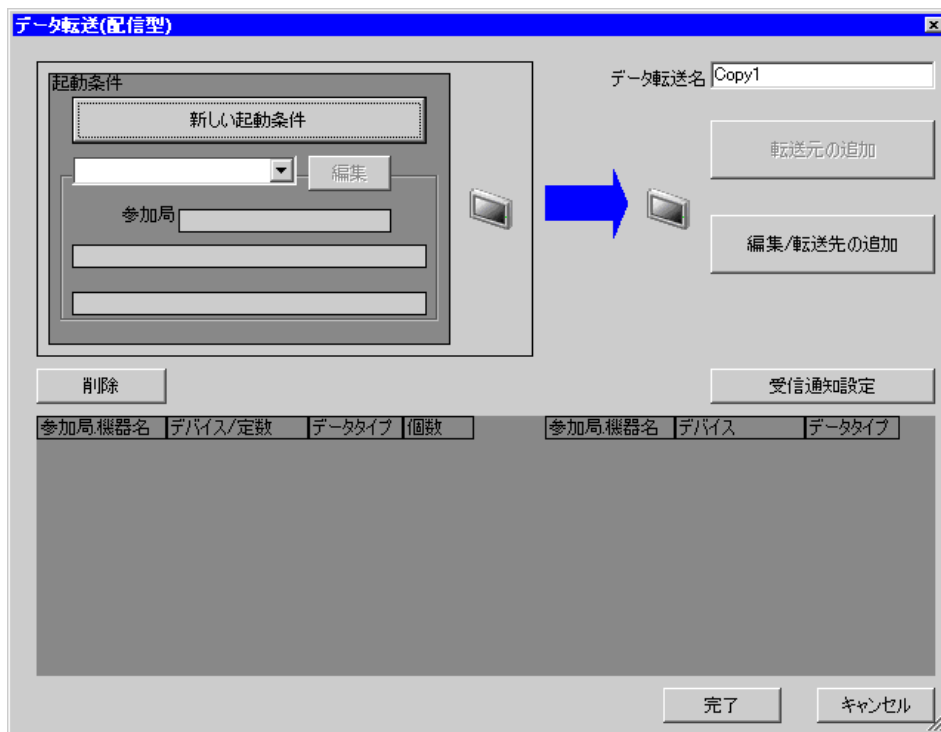 データ転送(配信型)
起動条件
データ転送名 Copy1
新しい起動条件
転送元の追加
編集
参加局
編集/転送先の追加
削除
受信通知設定
参加局.機器名 デバイス/定数 データタイプ 個数 参加局.機器名 デバイス データタイプ
完了 キャンセル